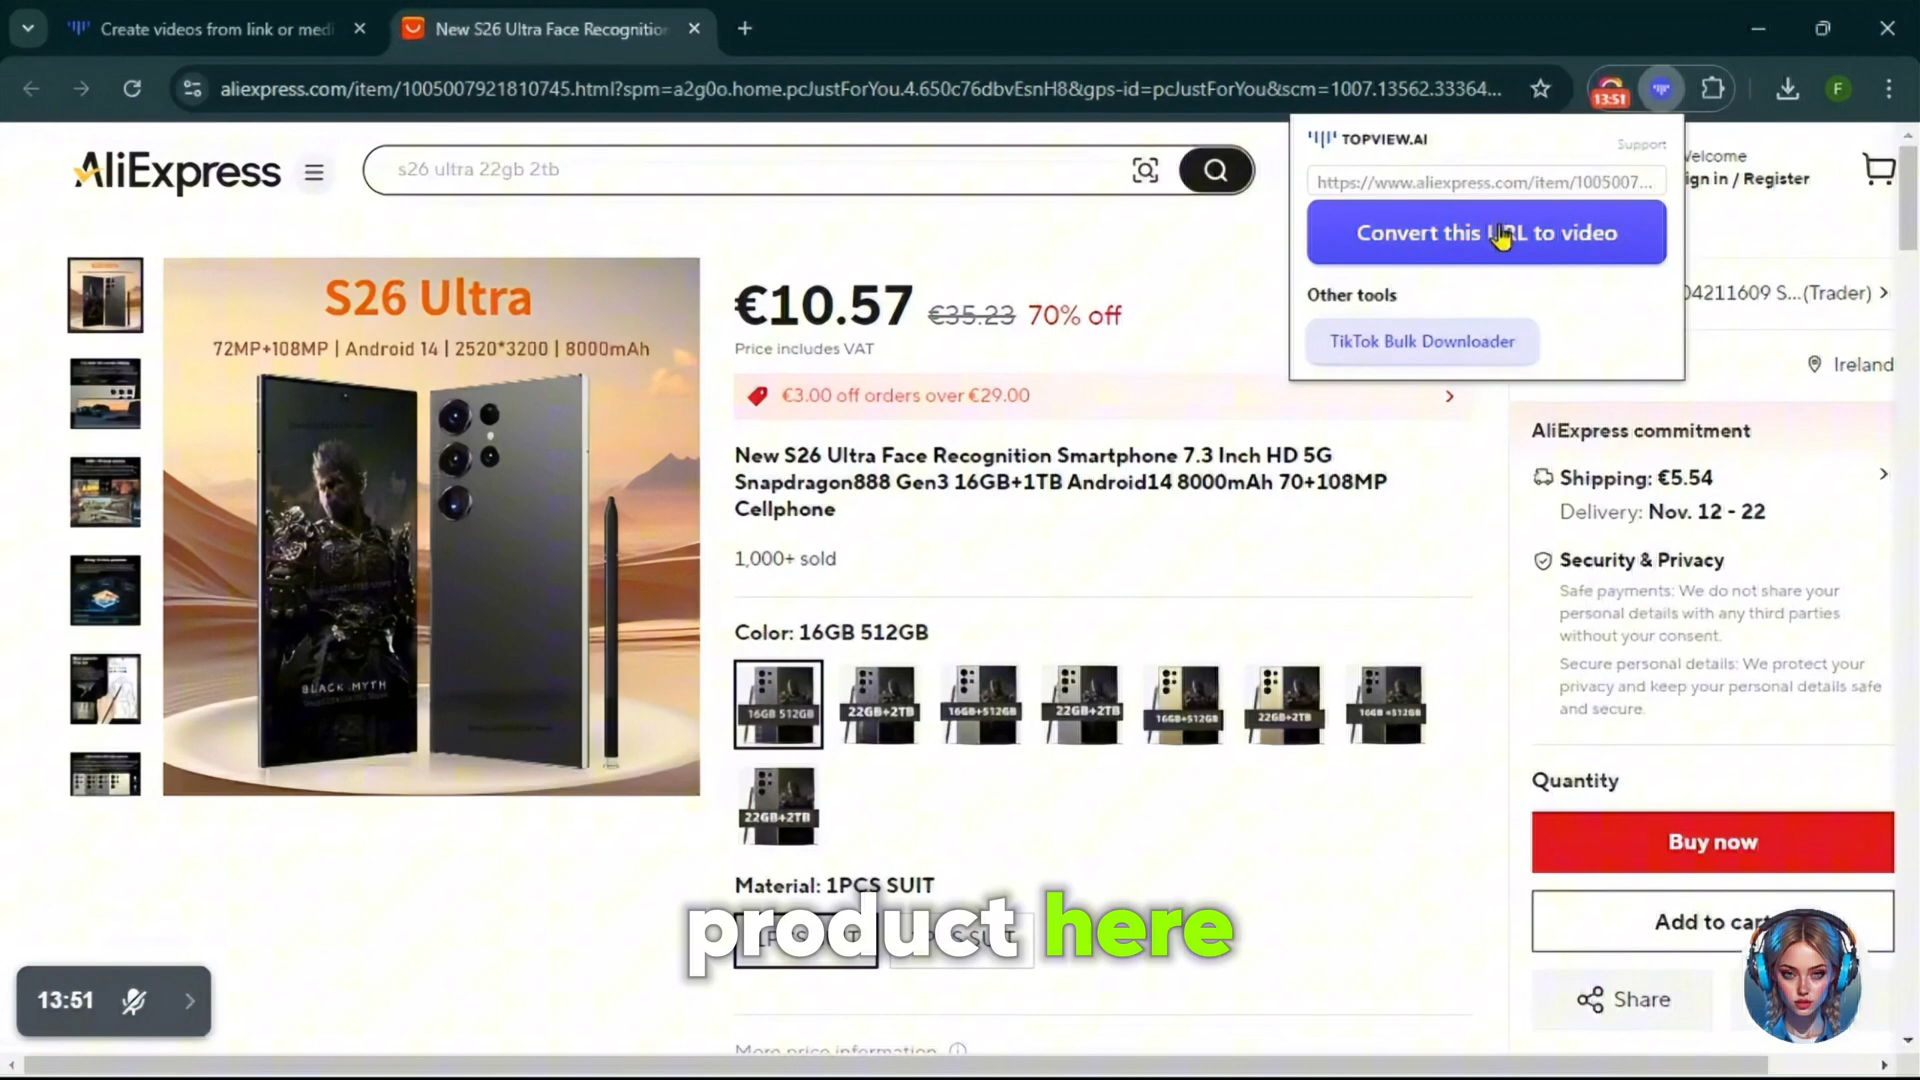 Create videos from link or medi
New S26 Ultra Face Recognitio
aliexpress.com/item/1005007921810745.html?spm=a2g0o.home.pcJustForYou.4.650c76dbvEsnH8&gps-id=pcJustForYou&scm=1007.13562.33364...
13:51
F
AliExpress
s26 ultra 22gb 2tb
TOPVIEW.AI
Support
https://www.aliexpress.com/item/1005007...
Convert this URL to video
Other tools
TikTok Bulk Downloader
Welcome
ign in / Register
04211609 S...(Trader)
Ireland
S26 Ultra
72MP+108MP | Android 14 | 2520*3200 | 8000mAh
BLACK MYTH
€10.57 €35.23 70% off
Price includes VAT
€3.00 off orders over €29.00
New S26 Ultra Face Recognition Smartphone 7.3 Inch HD 5G
Snapdragon888 Gen3 16GB+1TB Android14 8000mAh 70+108MP
Cellphone
1,000+ sold
Color: 16GB 512GB
16GB 512GB
22GB+2TB
16GB+512GB
22GB+2TB
16GB+512GB
22GB+2TB
16GB+512GB
22GB+2TB
Material: 1PCS SUIT
product here
AliExpress commitment
Shipping: €5.54
Delivery: Nov. 12 - 22
Security & Privacy
Safe payments: We do not share your
personal details with any third parties
without your consent.
Secure personal details: We protect your
privacy and keep your personal details safe
and secure.
Quantity
Buy now
Add to car
Share
13:51
More price information